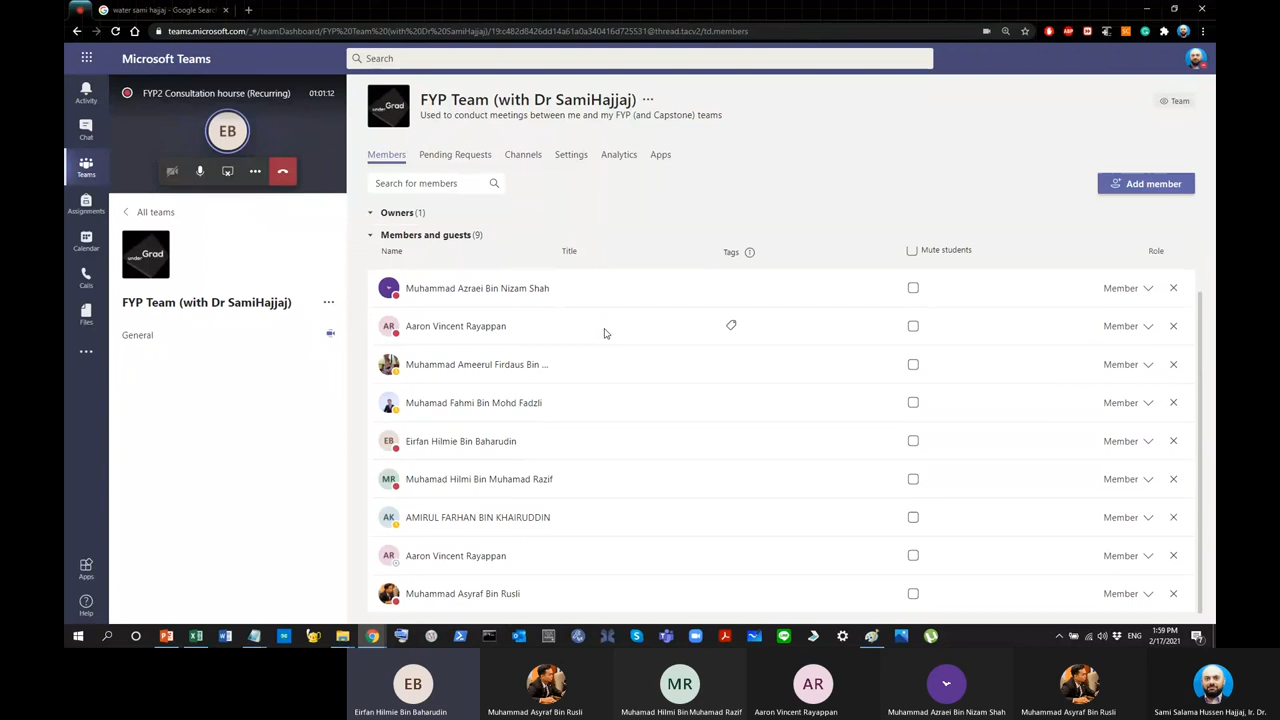 water sami hajjaj - Google Sear
teams.microsoft.com/_#/teamDashboard/FYP%20Team%20(with%20Dr%20SamiHajjaj)/19:c482d8426dd14a61a0a340416d725531@thread.tacv2/td.members
Microsoft Teams
Search
Activity
FYP2 Consultation hourse (Recurring)
01:01:12
EB
Chat
Teams
Assignments
Calendar
Calls
Files
All teams
underGrad
FYP Team (with Dr SamiHajjaj)
General
Apps
Help
underGrad
FYP Team (with Dr SamiHajjaj)
Team
Used to conduct meetings between me and my FYP (and Capstone) teams
Members Pending Requests Channels Settings Analytics Apps
Search for members
Add member
Owners (1)
Members and guests (9)
Name Title Tags Mute students Role
Muhammad Azraei Bin Nizam Shah Member
AR Aaron Vincent Rayappan Member
Muhammad Ameerul Firdaus Bin ... Member
Muhamad Fahmi Bin Mohd Fadzli Member
EB Eirfan Hilmie Bin Baharudin Member
MR Muhamad Hilmi Bin Muhamad Razif Member
AK AMIRUL FARHAN BIN KHAIRUDDIN Member
AR Aaron Vincent Rayappan Member
Muhammad Asyraf Bin Rusli Member
ENG
1:59 PM
2/17/2021
EB
MR
AR
Eirfan Hilmie Bin Baharudin
Muhammad Asyraf Bin Rusli
Muhamad Hilmi Bin Muhamad Razif
Aaron Vincent Rayappan
Muhammad Azraei Bin Nizam Shah
Muhammad Asyraf Bin Rusli
Sami Salama Hussen Hajjaj, Ir. Dr.